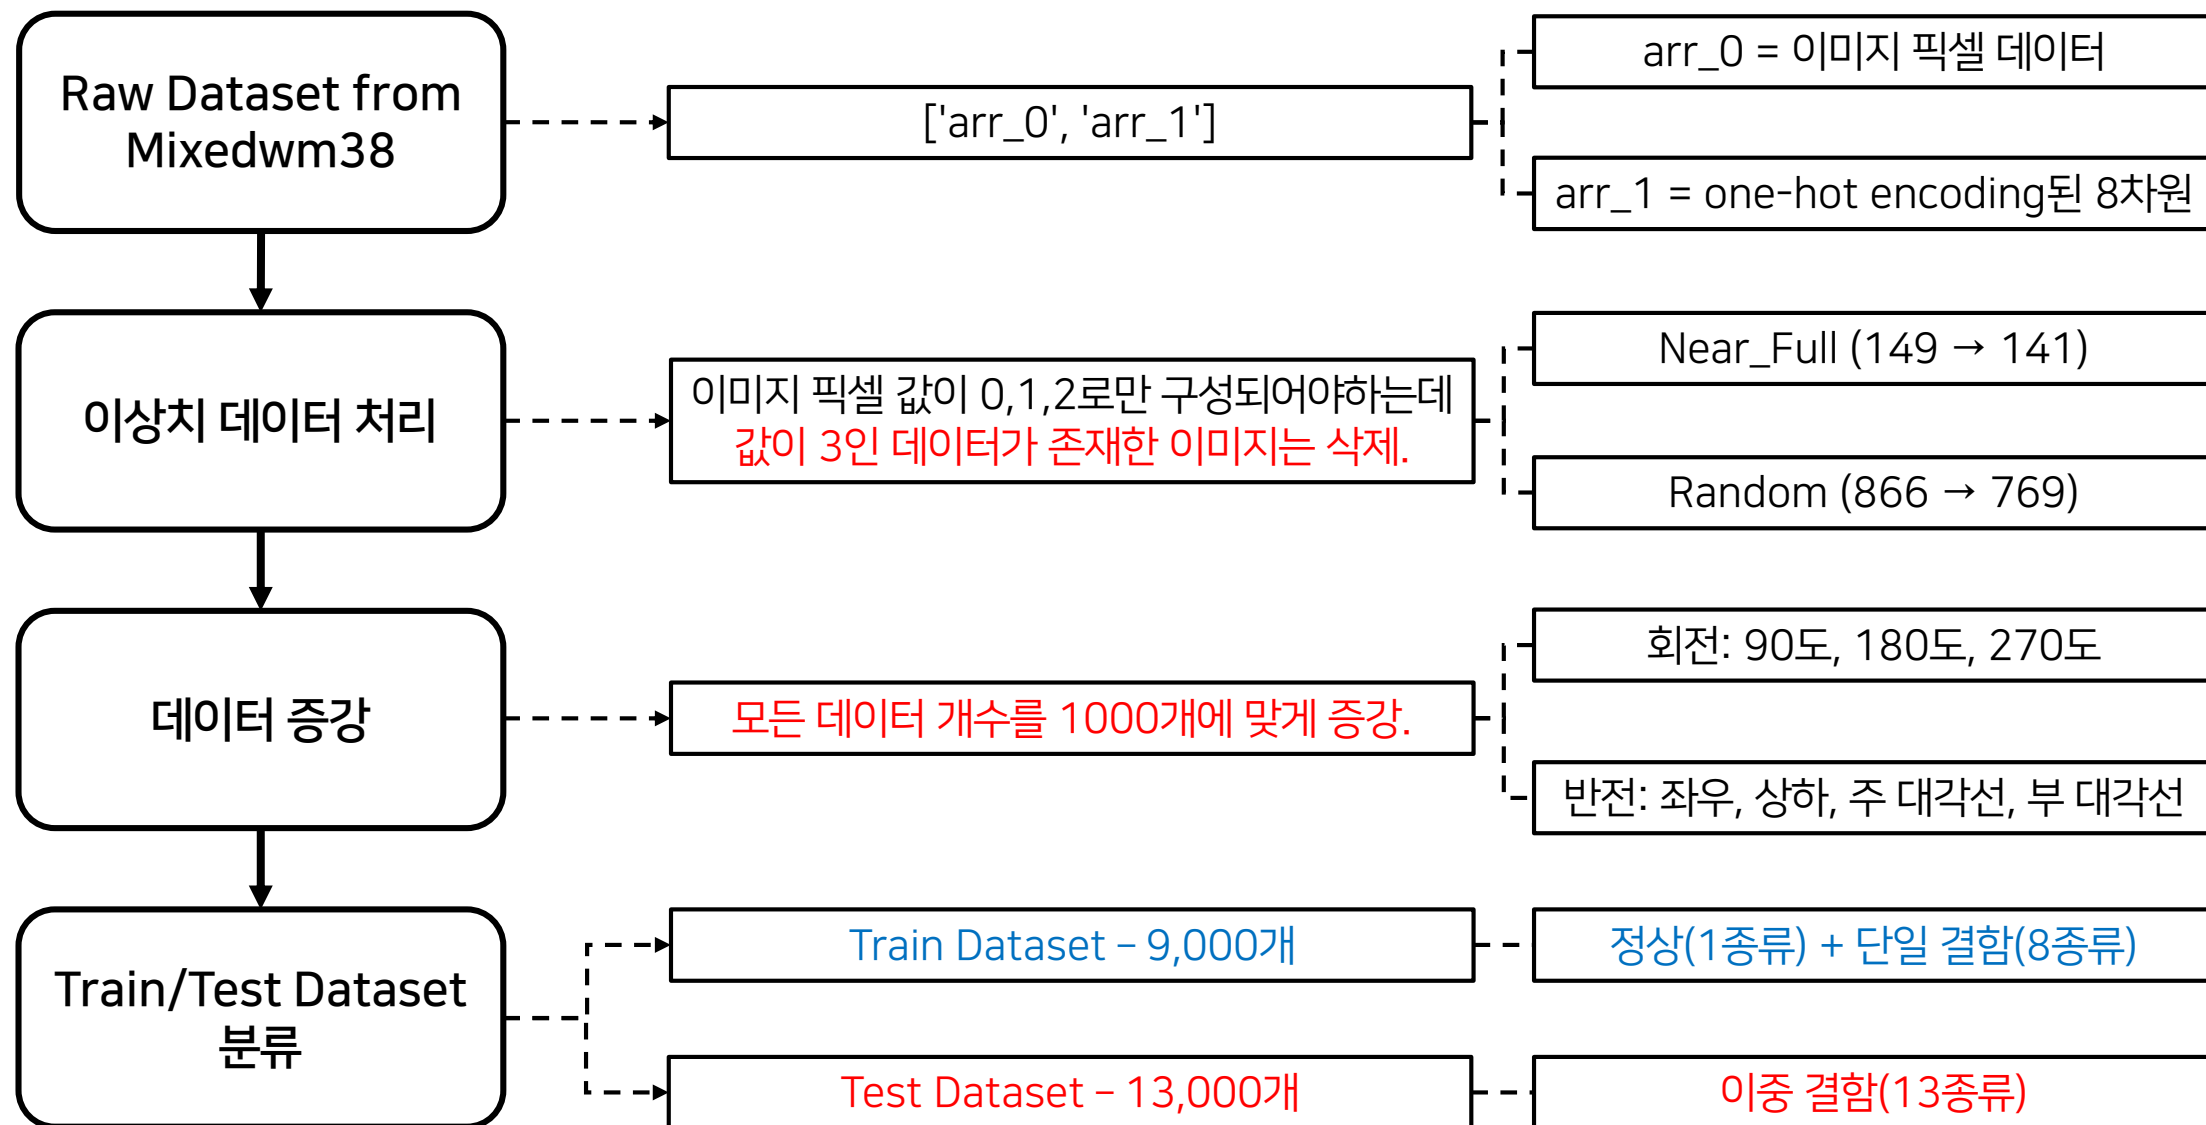 Raw Dataset from
Mixedwm38
['arr_0', 'arr_1']
arr_0 = 이미지 픽셀 데이터
arr_1 = one-hot encoding된 8차원
이상치 데이터 처리
이미지 픽셀 값이 0,1,2로만 구성되어야하는데
값이 3인 데이터가 존재한 이미지는 삭제.
Near_Full (149 → 141)
Random (866 → 769)
데이터 증강
모든 데이터 개수를 1000개에 맞게 증강.
회전: 90도, 180도, 270도
반전: 좌우, 상하, 주 대각선, 부 대각선
Train/Test Dataset
분류
Train Dataset – 9,000개
정상(1종류) + 단일 결함(8종류)
Test Dataset – 13,000개
이중 결함(13종류)